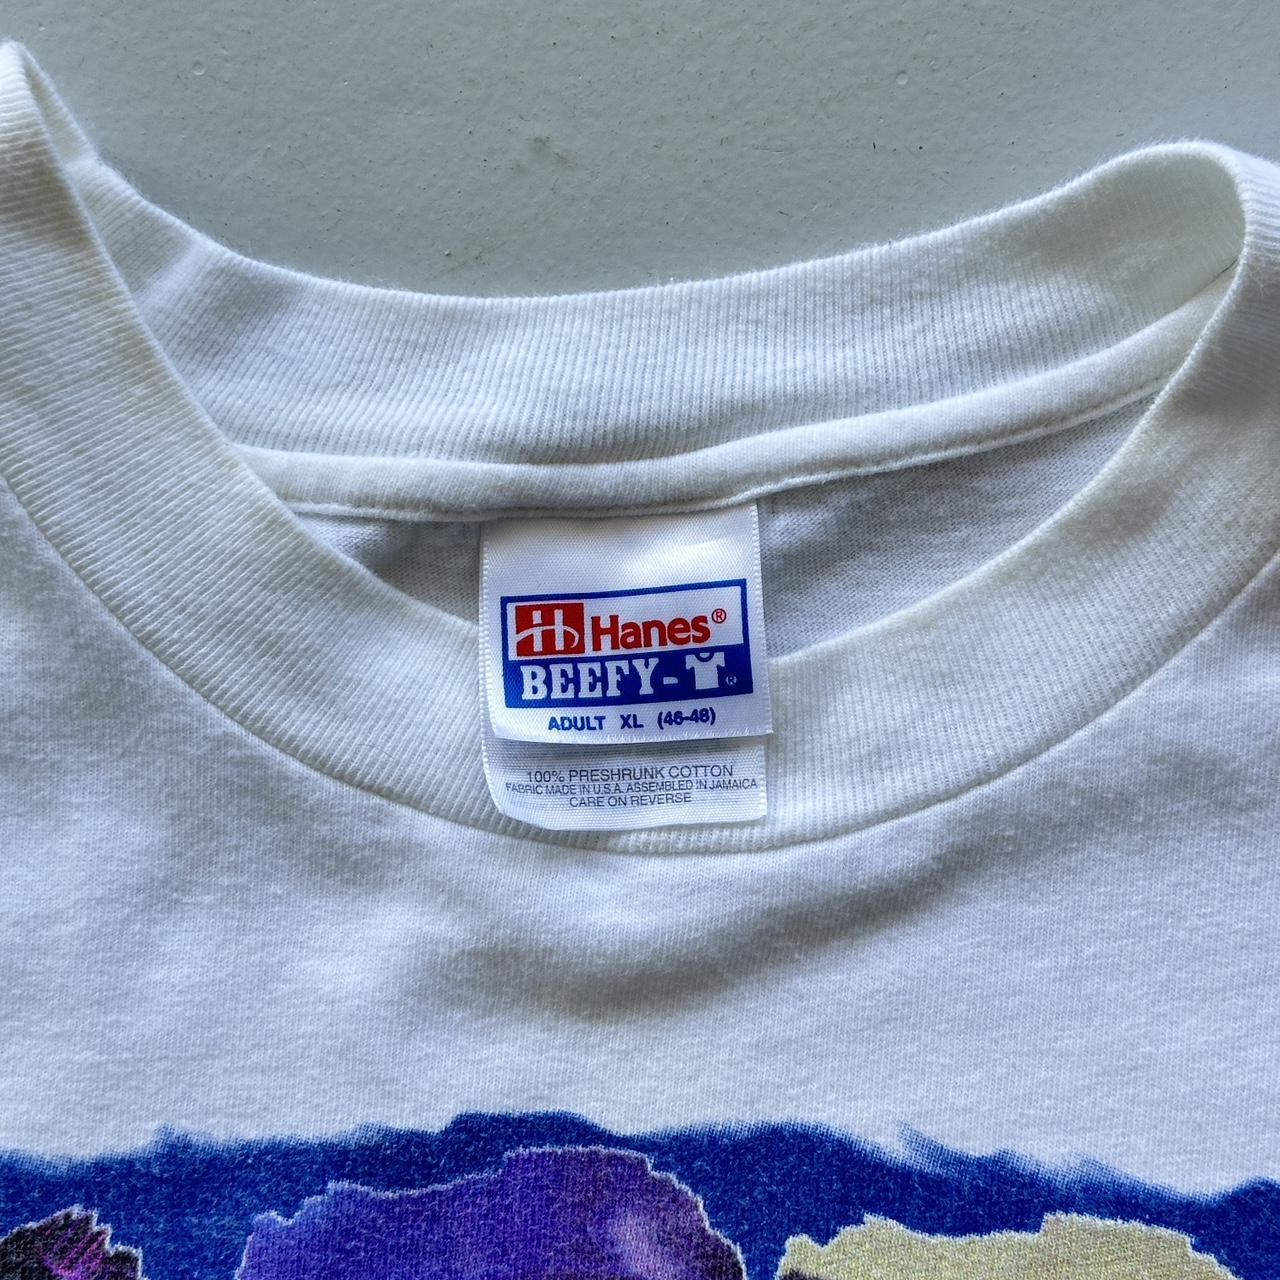 Hanes®
BEEFY-T®
ADULT XL (46-48)
100% PRESHRUNK COTTON
FABRIC MADE IN U.S.A. ASSEMBLED IN JAMAICA
CARE ON REVERSE